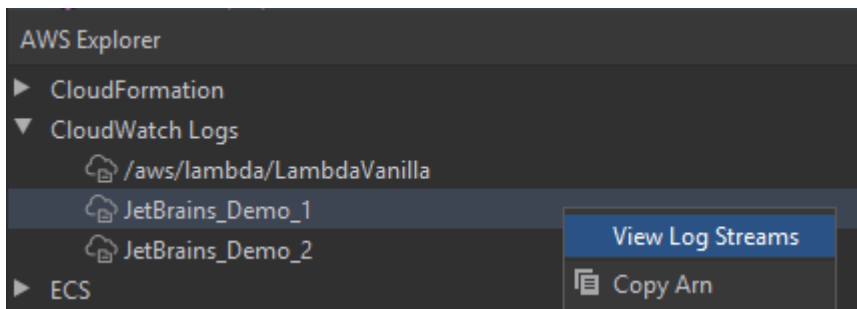 AWS Explorer
CloudFormation
CloudWatch Logs
/aws/lambda/LambdaVanilla
JetBrains_Demo_1
View Log Streams
JetBrains_Demo_2
Copy Arn
ECS